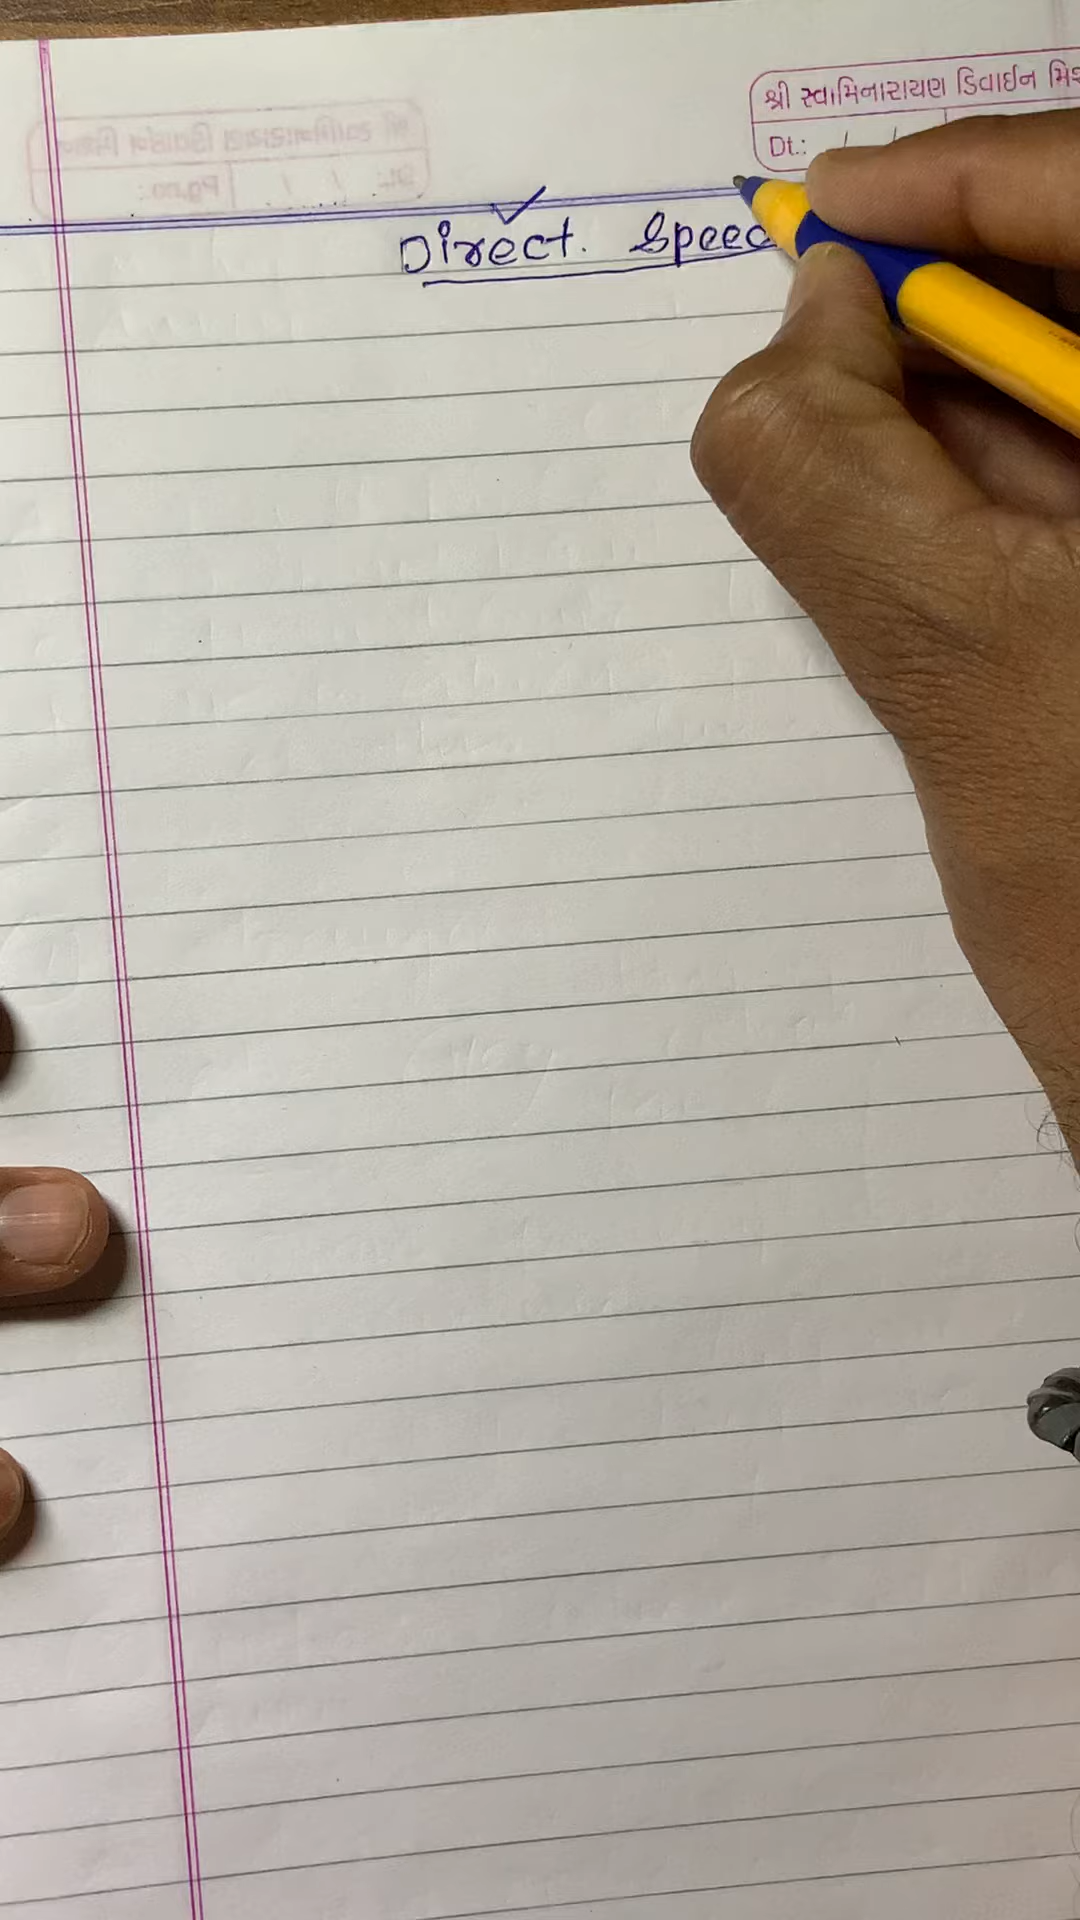 શ્રી સ્વામિનારાયણ ડિવાઈન
Dt.: / /
Direct. Speec